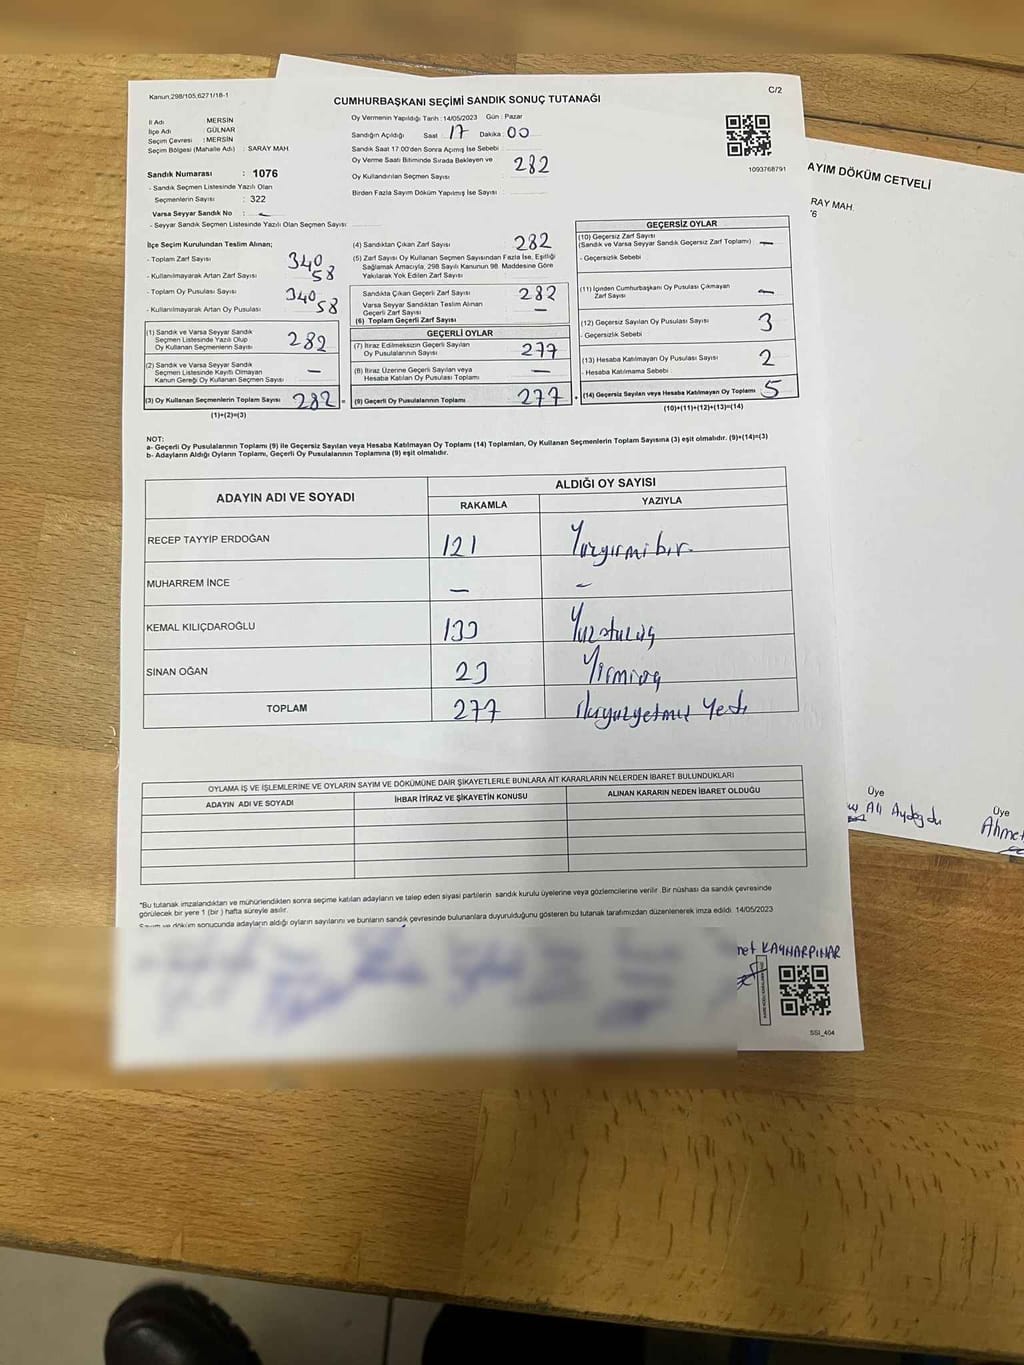 Kanun,298/105,6271/18-1
C/2
CUMHURBAŞKANI SEÇİMİ SANDIK SONUÇ TUTANAĞI
İl Adı MERSİN
İlçe Adı : GÜLNAR
Seçim Çevresi : MERSİN
Seçim Bölgesi (Mahalle Adı) : SARAY MAH.
Oy Vermenin Yapıldığı Tarih : 14/05/2023 Gün : Pazar
Sandığın Açıldığı Saat 17 Dakika : 00
Sandık Saat 17:00'den Sonra Açımış İse Sebebi
Oy Verme Saati Bitiminde Sırada Bekleyen ve
Oy Kullandırılan Seçmen Sayısı 282
Birden Fazla Sayım Döküm Yapılmış İse Sayısı
1093768791
Sandık Numarası : 1076
- Sandık Seçmen Listesinde Yazılı Olan
Seçmenlerin Sayısı : 322
Varsa Seyyar Sandık No :
- Seyyar Sandık Seçmen Listesinde Yazılı Olan Seçmen Sayısı
İlçe Seçim Kurulundan Teslim Alınan;
- Toplam Zarf Sayısı 340
- Kullanılmayarak Artan Zarf Sayısı 58
- Toplam Oy Pusulası Sayısı 340
- Kullanılmayarak Artan Oy Pusulası 58
(1) Sandık ve Varsa Seyyar Sandık
Seçmen Listesinde Yazılı Olup
Oy Kullanan Seçmenlerin Sayısı 282
(2) Sandık ve Varsa Seyyar Sandık
Seçmen Listesinde Kayıtlı Olmayan
Kanun Gereği Oy Kullanan Seçmen Sayısı —
(3) Oy Kullanan Seçmenlerin Toplam Sayısı 282 =
(1)+(2)=(3)
(4) Sandıktan Çıkan Zarf Sayısı 282
(5) Zarf Sayısı Oy Kullanan Seçmen Sayısından Fazla İse, Eşitliği
Sağlamak Amacıyla, 298 Sayılı Kanunun 98. Maddesine Göre
Yakılarak Yok Edilen Zarf Sayısı
Sandıkta Çıkan Geçerli Zarf Sayısı 282
Varsa Seyyar Sandıktan Teslim Alınan
Geçerli Zarf Sayısı —
(6) Toplam Geçerli Zarf Sayısı
GEÇERLİ OYLAR
(7) İtiraz Edilmeksizin Geçerli Sayılan
Oy Pusulalarının Sayısı 277
(8) İtiraz Üzerine Geçerli Sayılan veya
Hesaba Katılan Oy Pusulası Toplamı —
(9) Geçerli Oy Pusulalarının Toplamı 277 +
GEÇERSİZ OYLAR
(10) Geçersiz Zarf Sayısı
(Sandık ve Varsa Seyyar Sandık Geçersiz Zarf Toplamı) —
- Geçersizlik Sebebi
(11) İçinden Cumhurbaşkanı Oy Pusulası Çıkmayan
Zarf Sayısı —
(12) Geçersiz Sayılan Oy Pusulası Sayısı 3
- Geçersizlik Sebebi
(13) Hesaba Katılmayan Oy Pusulası Sayısı 2
- Hesaba Katılmama Sebebi
(14) Geçersiz Sayılan veya Hesaba Katılmayan Oy Toplamı 5
(10)+(11)+(12)+(13)=(14)
NOT:
a- Geçerli Oy Pusulalarının Toplamı (9) ile Geçersiz Sayılan veya Hesaba Katılmayan Oy Toplamı (14) Toplamları, Oy Kullanan Seçmenlerin Toplam Sayısına (3) eşit olmalıdır. (9)+(14)=(3)
b- Adayların Aldığı Oyların Toplamı, Geçerli Oy Pusulalarının Toplamına (9) eşit olmalıdır.
ADAYIN ADI VE SOYADI ALDIĞI OY SAYISI
RAKAMLA YAZIYLA
RECEP TAYYİP ERDOĞAN 121 Yüzyirmi bir
MUHARREM İNCE — –
KEMAL KILIÇDAROĞLU 133 Yüzotuzüç
SİNAN OĞAN 23 Yirmiüç
TOPLAM 277 İkiyüzyetmiş Yedi
OYLAMA İŞ VE İŞLEMLERİNE VE OYLARIN SAYIM VE DÖKÜMÜNE DAİR ŞİKAYETLERLE BUNLARA AİT KARARLARIN NELERDEN İBARET BULUNDUKLARI
ADAYIN ADI VE SOYADI İHBAR İTİRAZ VE ŞİKAYETİN KONUSU ALINAN KARARIN NEDEN İBARET OLDUĞU
"Bu tutanak imzalandıktan ve mühürlendikten sonra seçime katılan adayların ve talep eden siyasi partilerin sandık kurulu üyelerine veya gözlemcilerine verilir. Bir nüshası da sandık çevresinde
görülecek bir yere 1 (bir ) hafta süreyle asılır.
Sayım ve döküm sonucunda adayların aldığı oyların sayılarını ve bunların sandık çevresinde bulunanlara duyurulduğunu gösteren bu tutanak tarafımızdan düzenlenerek imza edildi. 14/05/2023
net KAYNARPINAR
SSI_404
AYIM DÖKÜM CETVELİ
RAY MAH.
6
Üye
Ali Aydoğdu
Üye
Ahmet